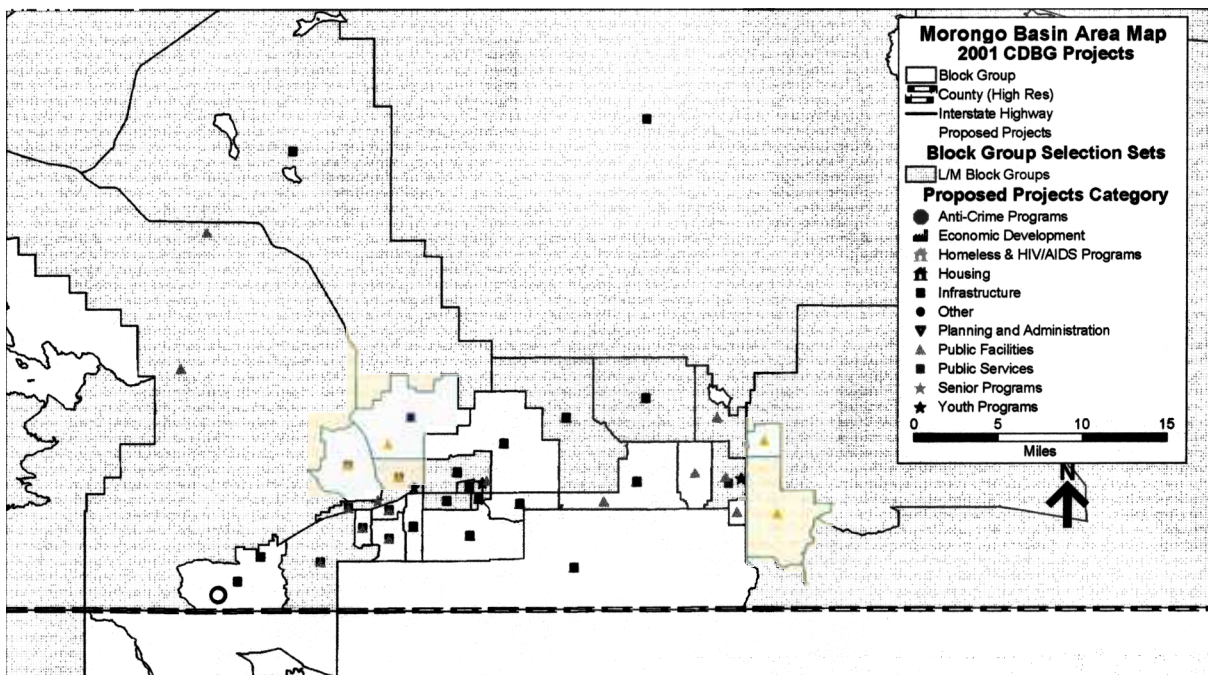 Morongo Basin Area Map
2001 CDBG Projects
Block Group
County (High Res)
Interstate Highway
Proposed Projects
Block Group Selection Sets
L/M Block Groups
Proposed Projects Category
Anti-Crime Programs
Economic Development
Homeless & HIV/AIDS Programs
Housing
Infrastructure
Other
Planning and Administration
Public Facilities
Public Services
Senior Programs
Youth Programs
0 5 10 15
Miles
N